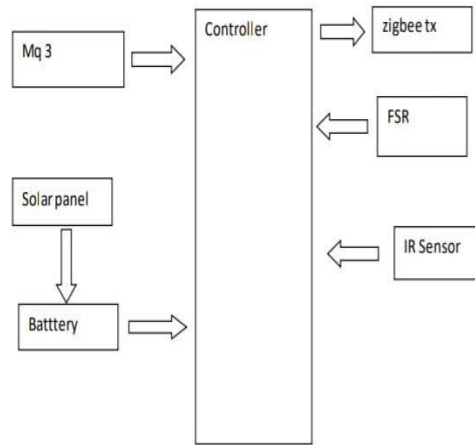 Mq 3
Controller
zigbee tx
FSR
Solar panel
IR Sensor
Batttery